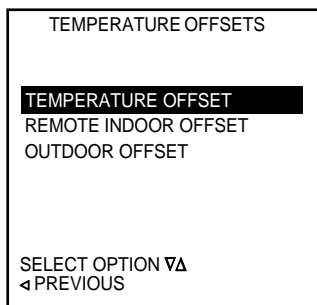 TEMPERATURE OFFSETS
TEMPERATURE OFFSET
REMOTE INDOOR OFFSET
OUTDOOR OFFSET
SELECT OPTION ∇Δ
◁ PREVIOUS